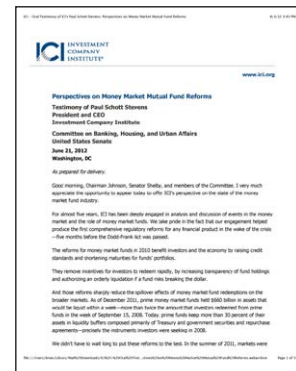 ICI - Oral Testimony of ICI's Paul Schott Stevens: Perspectives on Money Market Mutual Fund Reforms
ICI
INVESTMENT
COMPANY
INSTITUTE®
www.ici.org
Perspectives on Money Market Mutual Fund Reforms
Testimony of Paul Schott Stevens
President and CEO
Investment Company Institute
Committee on Banking, Housing, and Urban Affairs
United States Senate
June 21, 2012
Washington, DC
As prepared for delivery.
Good morning, Chairman Johnson, Senator Shelby, and members of the Committee. I very much
appreciate the opportunity to appear today to offer ICI's perspective on the state of the money
market fund industry.
For almost five years, ICI has been deeply engaged in analysis and discussion of events in the money
market and the role of money market funds. We take pride in the fact that our engagement helped
produce the first comprehensive regulatory reforms for any financial product in the wake of the crisis
—five months before the Dodd-Frank Act was passed.
The reforms for money market funds in 2010 benefit investors and the economy by raising credit
standards and shortening maturities for funds' portfolios.
They remove incentives for investors to redeem rapidly, by increasing transparency of fund holdings
and authorizing an orderly liquidation if a fund risks breaking the dollar.
And those reforms sharply reduce the spillover effects of money market fund redemptions on the
broader markets. As of December 2011, prime money market funds held $660 billion in assets that
would be liquid within a week—more than twice the amount that investors redeemed from prime
funds in the week of September 15, 2008. Today, prime funds keep more than 30 percent of their
assets in liquidity buffers composed primarily of Treasury and government securities and repurchase
agreements—precisely the instruments investors were seeking in 2008.
We didn't have to wait long to put these reforms to the test. In the summer of 2011, markets were